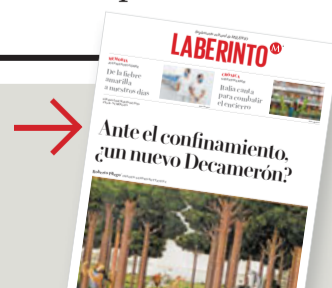 LABERINTO M
De la fiebre
amarilla
a nuestros días
Italia canta
para combatir
el encierro
Ante el confinamiento,
¿un nuevo Decamerón?